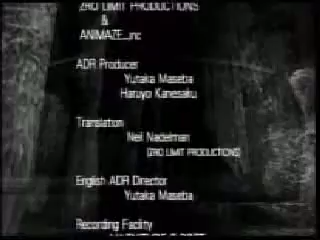 ZRO LIMIT PRODUCTIONS
&
ANIMAZE..inc
ADR Producer
Yutaka Maseba
Haruyo Kanesaku
Translation
Neil Nadelman
(ZRO LIMIT PRODUCTIONS)
English ADR Director
Yutaka Maseba
Recording Facility